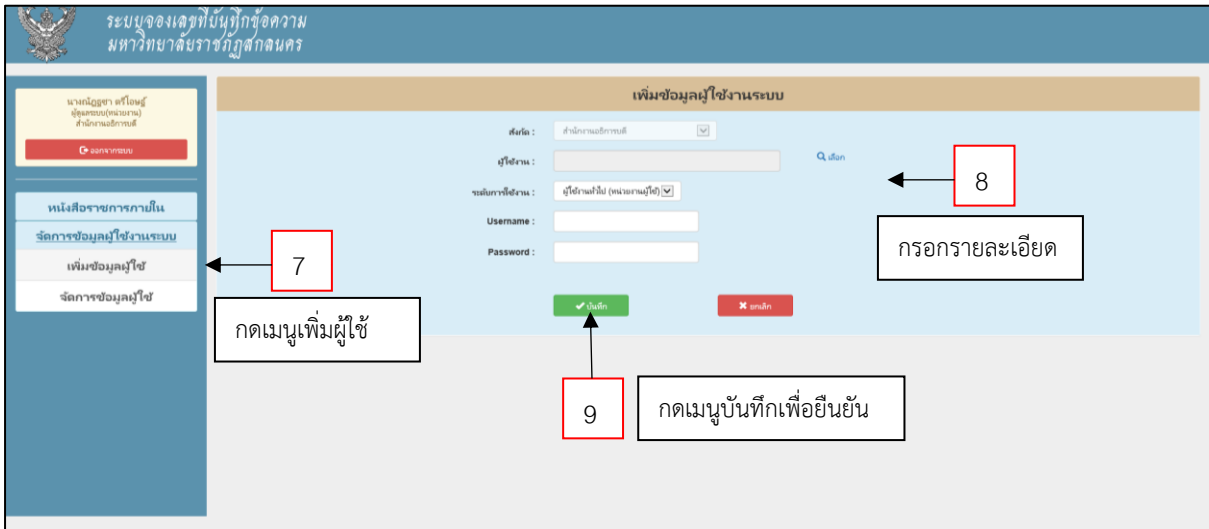 ระบบจองเลขที่บันทึกข้อความ
มหาวิทยาลัยราชภัฏสกลนคร
นางณัฏฐชา ศรีโอษฐ์
ผู้ดูแลระบบ(หน่วยงาน)
สำนักงานอธิการบดี
ออกจากระบบ
หนังสือราชการภายใน
จัดการข้อมูลผู้ใช้งานระบบ
เพิ่มข้อมูลผู้ใช้
จัดการข้อมูลผู้ใช้
7
กดเมนูเพิ่มผู้ใช้
เพิ่มข้อมูลผู้ใช้งานระบบ
สังกัด : สำนักงานอธิการบดี
ผู้ใช้งาน : เลือก
ระดับการใช้งาน : ผู้ใช้งานทั่วไป (หน่วยงานผู้ใช้)
Username :
Password :
8
กรอกรายละเอียด
บันทึก ยกเลิก
9
กดเมนูบันทึกเพื่อยืนยัน